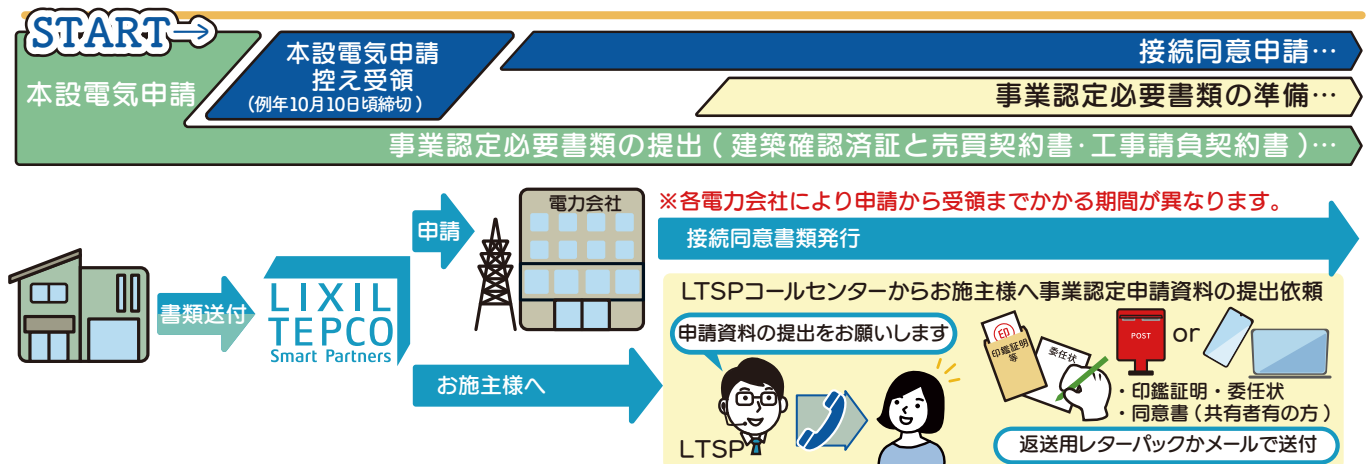 START→
本設電気申請
本設電気申請
控え受領
(例年10月10日頃締切)
接続同意申請…
事業認定必要書類の準備…
事業認定必要書類の提出(建築確認済証と売買契約書・工事請負契約書)…
書類送付
LIXIL
TEPCO
Smart Partners
申請
電力会社
※各電力会社により申請から受領までかかる期間が異なります。
接続同意書類発行
お施主様へ
LTSPコールセンターからお施主様へ事業認定申請資料の提出依頼
申請資料の提出をお願いします
LTSP
印
印鑑証明
等
委任状
POST
or
・印鑑証明・委任状
・同意書(共有者有の方)
返送用レターパックかメールで送付